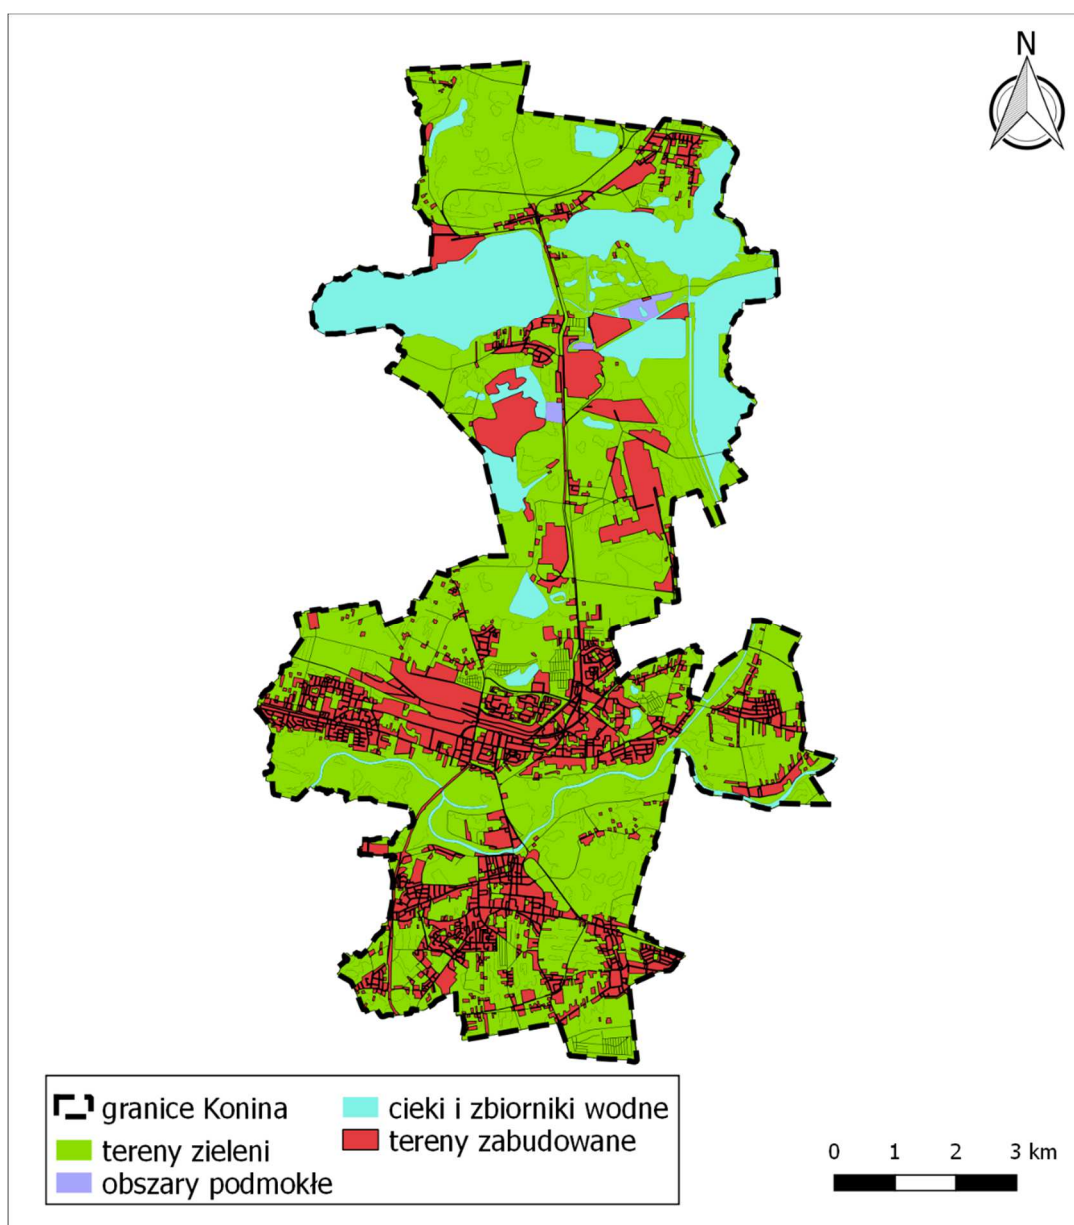 N
granice Konina
cieki i zbiorniki wodne
tereny zieleni
tereny zabudowane
obszary podmokłe
0 1 2 3 km